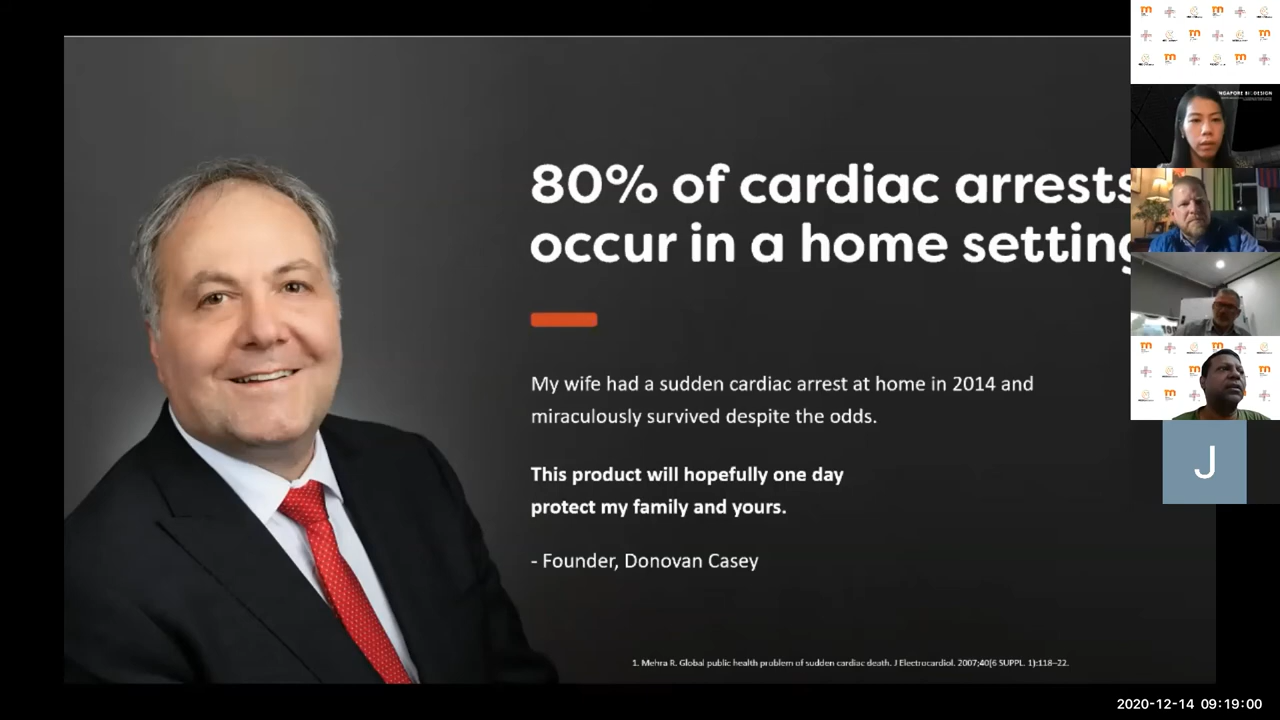 80% of cardiac arrests
occur in a home setting
My wife had a sudden cardiac arrest at home in 2014 and
miraculously survived despite the odds.
This product will hopefully one day
protect my family and yours.
- Founder, Donovan Casey
1. Mehra R. Global public health problem of sudden cardiac death. J Electrocardiol. 2007;40(6 SUPPL. 1):118–22.
NGAPORE BIODESIGN
J
2020-12-14 09:19:00